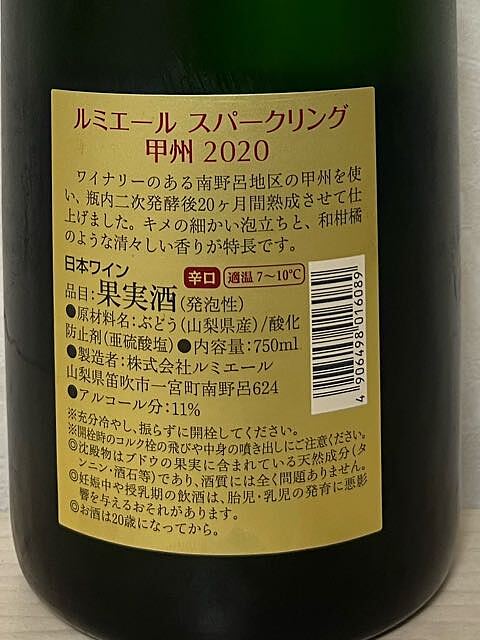 ルミエール スパークリング
甲州 2020
ワイナリーのある南野呂地区の甲州を使
い、瓶内二次発酵後20ヶ月間熟成させて仕
上げました。キメの細かい泡立ちと、和柑橘
のような清々しい香りが特長です。
日本ワイン 辛口 適温 7〜10℃
品目:果実酒(発泡性)
●原材料名:ぶどう(山梨県産)/酸化
防止剤(亜硫酸塩)●内容量:750ml
●製造者:株式会社ルミエール
山梨県笛吹市一宮町南野呂624
●アルコール分:11%
4 906498 016089
※充分冷やし、振らずに開栓してください。
※開栓時のコルク栓の飛びや中身の噴き出しにご注意ください。
◎沈殿物はブドウの果実に含まれている天然成分(タ
ンニン・酒石等)であり、酒質には全く問題ありません。
◎妊娠中や授乳期の飲酒は、胎児・乳児の発育に悪影
響を与えるおそれがあります。
◎お酒は20歳になってから。